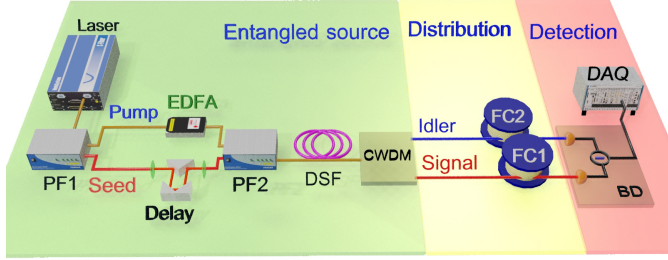 Entangled source
Distribution
Detection
Laser
DAQ
Pump
EDFA
Idler
FC2
FC1
CWDM
Signal
PF1
Seed
PF2
DSF
BD
Delay